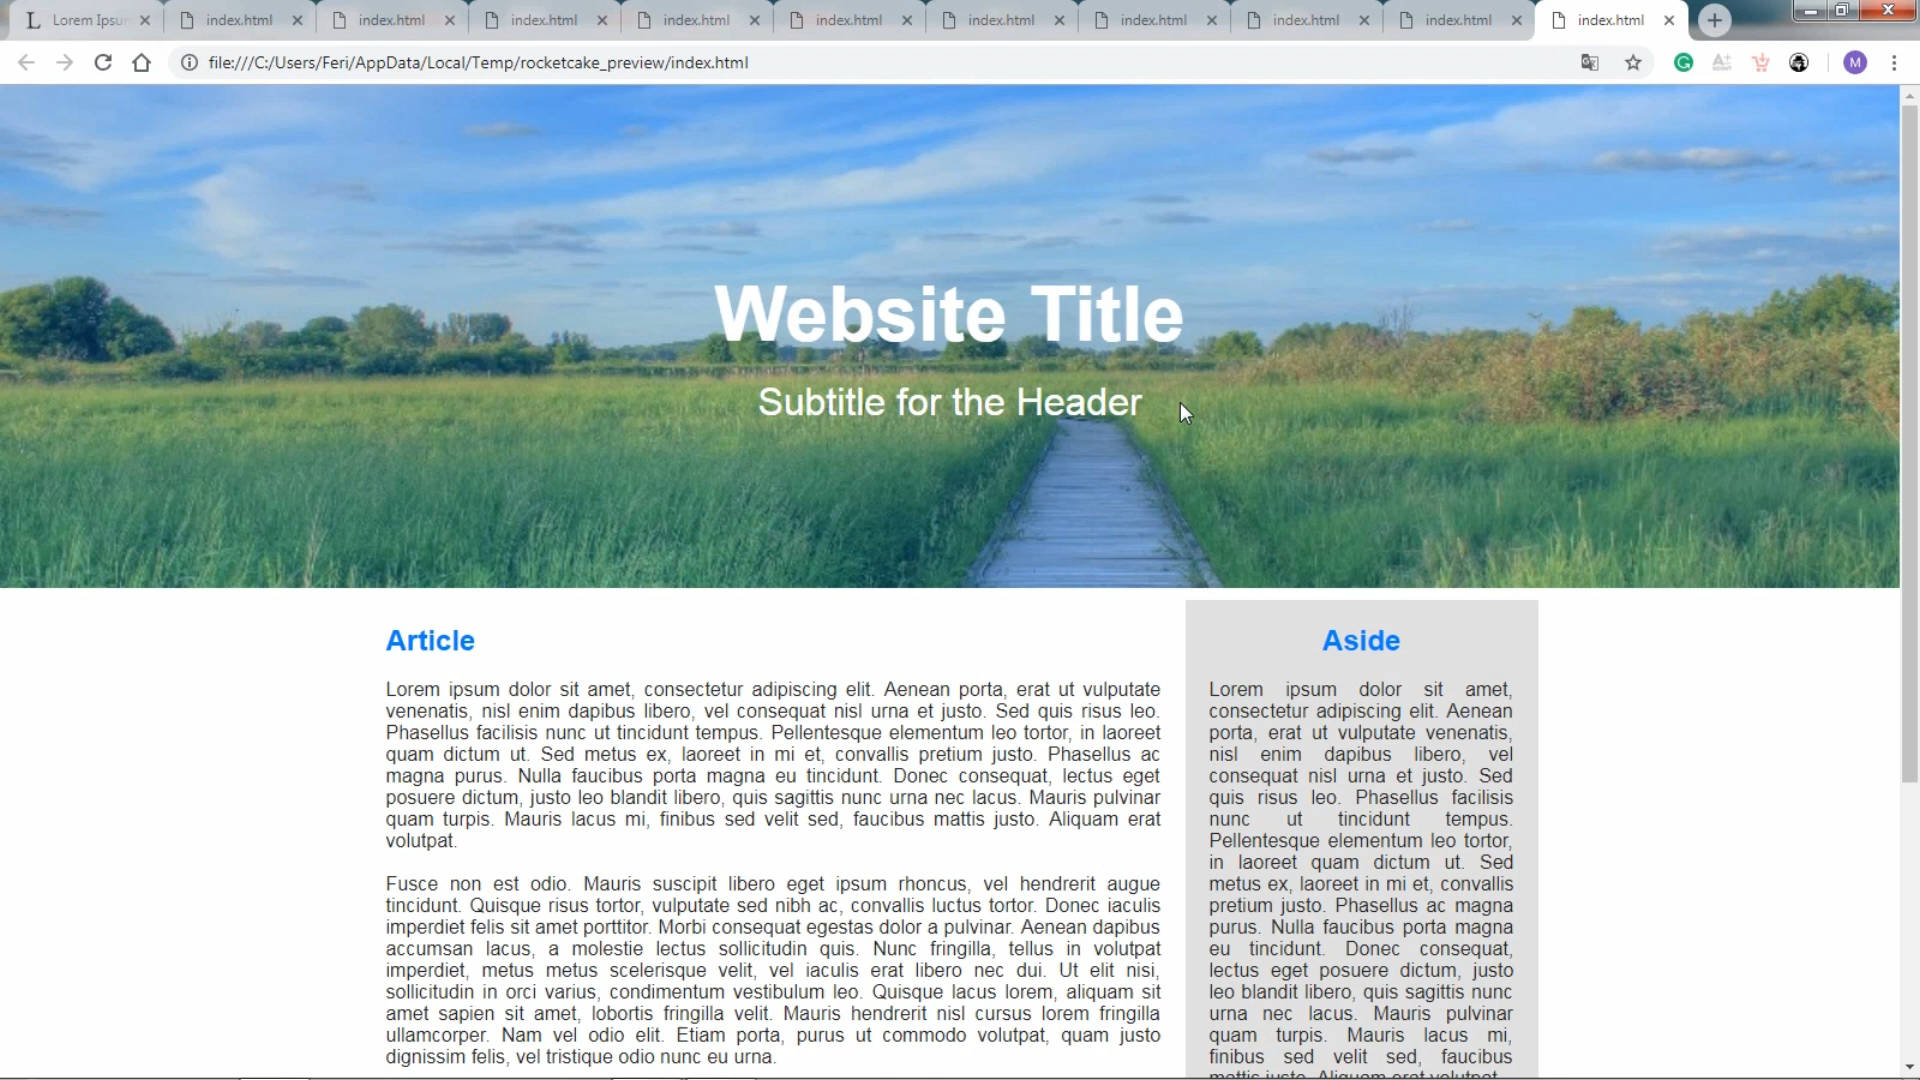 Lorem Ipsu
index.html
index.html
index.html
index.html
index.html
index.html
index.html
index.html
index.html
index.html
file:///C:/Users/Feri/AppData/Local/Temp/rocketcake_preview/index.html
M
Website Title
Subtitle for the Header
Article
Lorem ipsum dolor sit amet, consectetur adipiscing elit. Aenean porta, erat ut vulputate
venenatis, nisl enim dapibus libero, vel consequat nisl urna et justo. Sed quis risus leo.
Phasellus facilisis nunc ut tincidunt tempus. Pellentesque elementum leo tortor, in laoreet
quam dictum ut. Sed metus ex, laoreet in mi et, convallis pretium justo. Phasellus ac
magna purus. Nulla faucibus porta magna eu tincidunt. Donec consequat, lectus eget
posuere dictum, justo leo blandit libero, quis sagittis nunc urna nec lacus. Mauris pulvinar
quam turpis. Mauris lacus mi, finibus sed velit sed, faucibus mattis justo. Aliquam erat
volutpat.
Fusce non est odio. Mauris suscipit libero eget ipsum rhoncus, vel hendrerit augue
tincidunt. Quisque risus tortor, vulputate sed nibh ac, convallis luctus tortor. Donec iaculis
imperdiet felis sit amet porttitor. Morbi consequat egestas dolor a pulvinar. Aenean dapibus
accumsan lacus, a molestie lectus sollicitudin quis. Nunc fringilla, tellus in volutpat
imperdiet, metus metus scelerisque velit, vel iaculis erat libero nec dui. Ut elit nisi,
sollicitudin in orci varius, condimentum vestibulum leo. Quisque lacus lorem, aliquam sit
amet sapien sit amet, lobortis fringilla velit. Mauris hendrerit nisl cursus lorem fringilla
ullamcorper. Nam vel odio elit. Etiam porta, purus ut commodo volutpat, quam justo
dignissim felis, vel tristique odio nunc eu urna.
Aside
Lorem ipsum dolor sit amet,
consectetur adipiscing elit. Aenean
porta, erat ut vulputate venenatis,
nisl enim dapibus libero, vel
consequat nisl urna et justo. Sed
quis risus leo. Phasellus facilisis
nunc ut tincidunt tempus.
Pellentesque elementum leo tortor,
in laoreet quam dictum ut. Sed
metus ex, laoreet in mi et, convallis
pretium justo. Phasellus ac magna
purus. Nulla faucibus porta magna
eu tincidunt. Donec consequat,
lectus eget posuere dictum, justo
leo blandit libero, quis sagittis nunc
urna nec lacus. Mauris pulvinar
quam turpis. Mauris lacus mi,
finibus sed velit sed, faucibus
mattis justo. Aliquam erat volutpat.